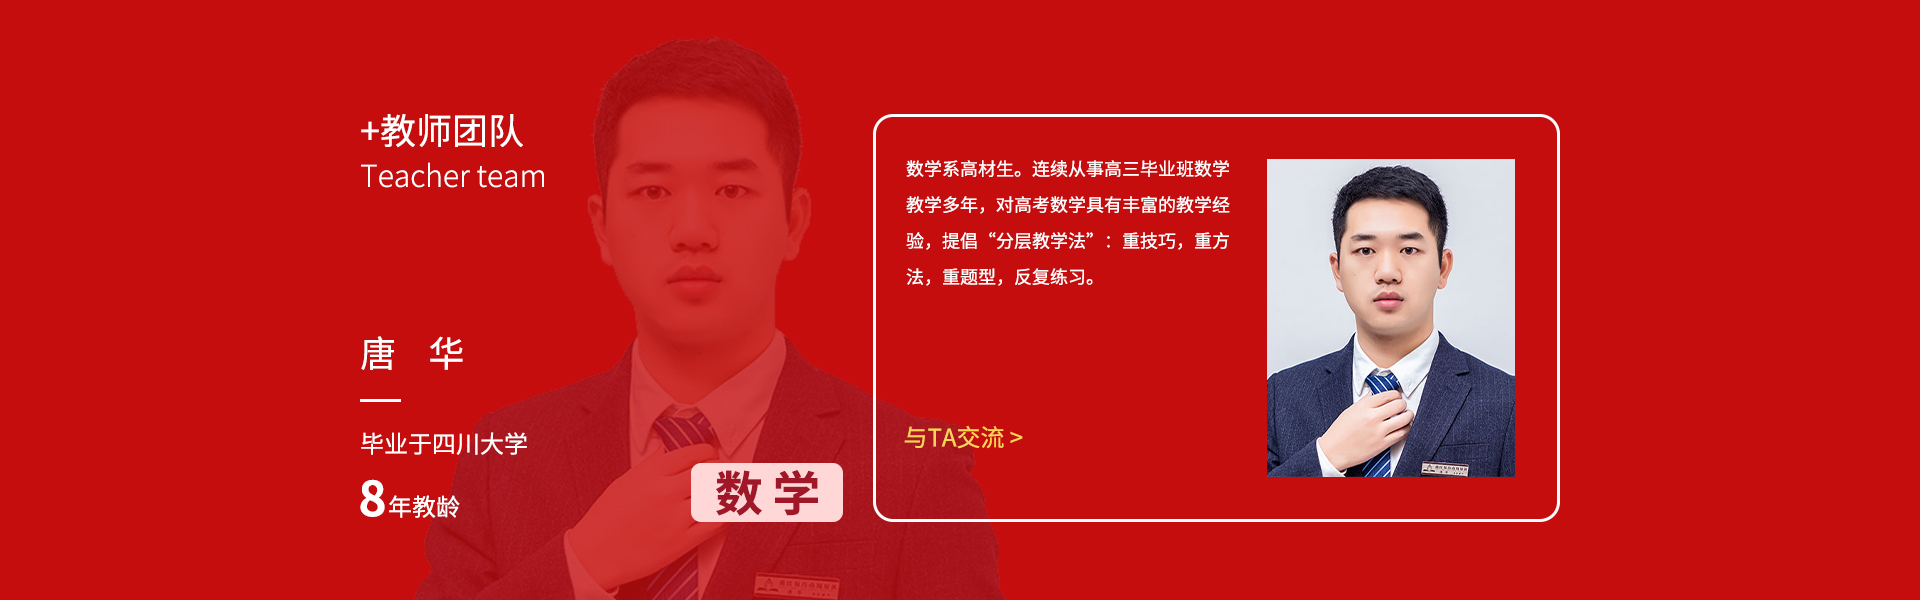 +教师团队
Teacher team
唐 华
毕业于四川大学
8年教龄
数学
数学系高材生。连续从事高三毕业班数学
教学多年，对高考数学具有丰富的教学经
验，提倡“分层教学法”：重技巧，重方
法，重题型，反复练习。
与TA交流 >